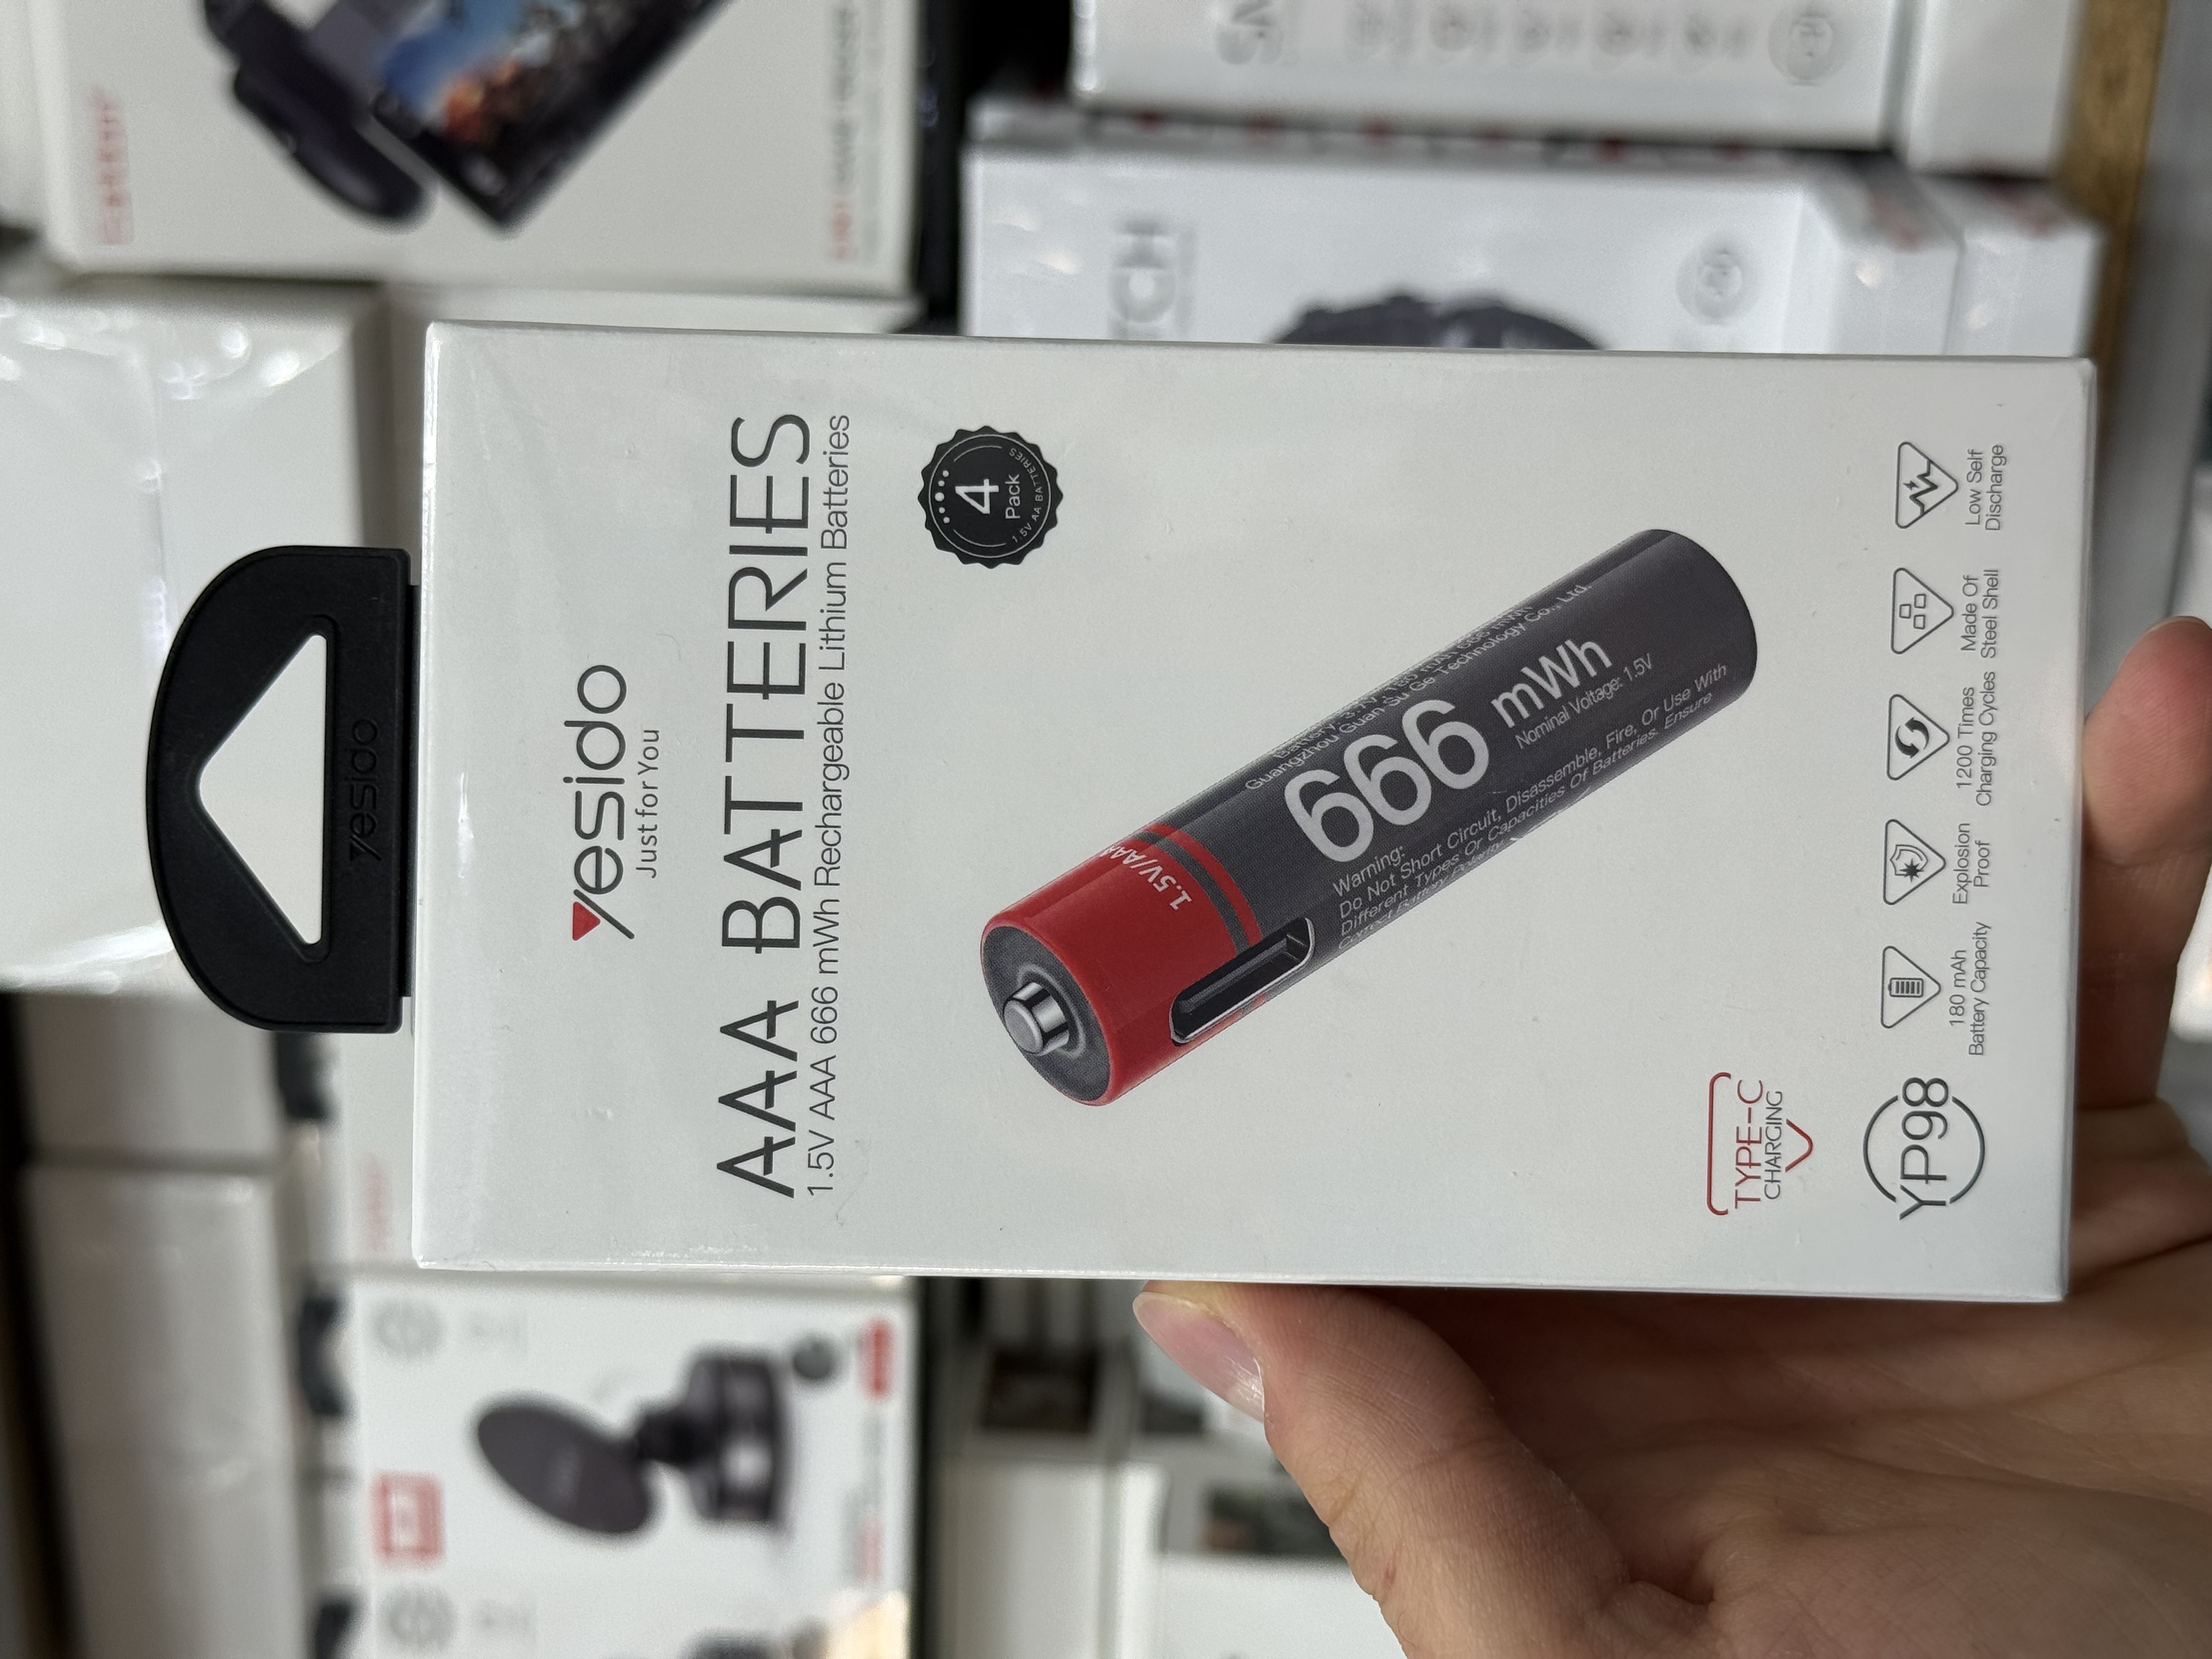 yesido
yesido
Just for You
AAA BATTERIES
1.5V AAA 666 mWh Rechargeable Lithium Batteries
4
Pack
1.5V AA BATTERIES
1.5V/AAA
Guangzhou Guan Su Ge Technology Co., Ltd.
666 mWh
Nominal Voltage: 1.5V
Warning:
Do Not Short Circuit, Disassemble, Fire, Or Use With
Different Types Or Capacities Of Batteries. Ensure
Correct Battery Polarity
TYPE-C
CHARGING
YP98
180 mAh
Battery Capacity
Explosion
Proof
1200 Times
Charging Cycles
Made Of
Steel Shell
Low Self
Discharge